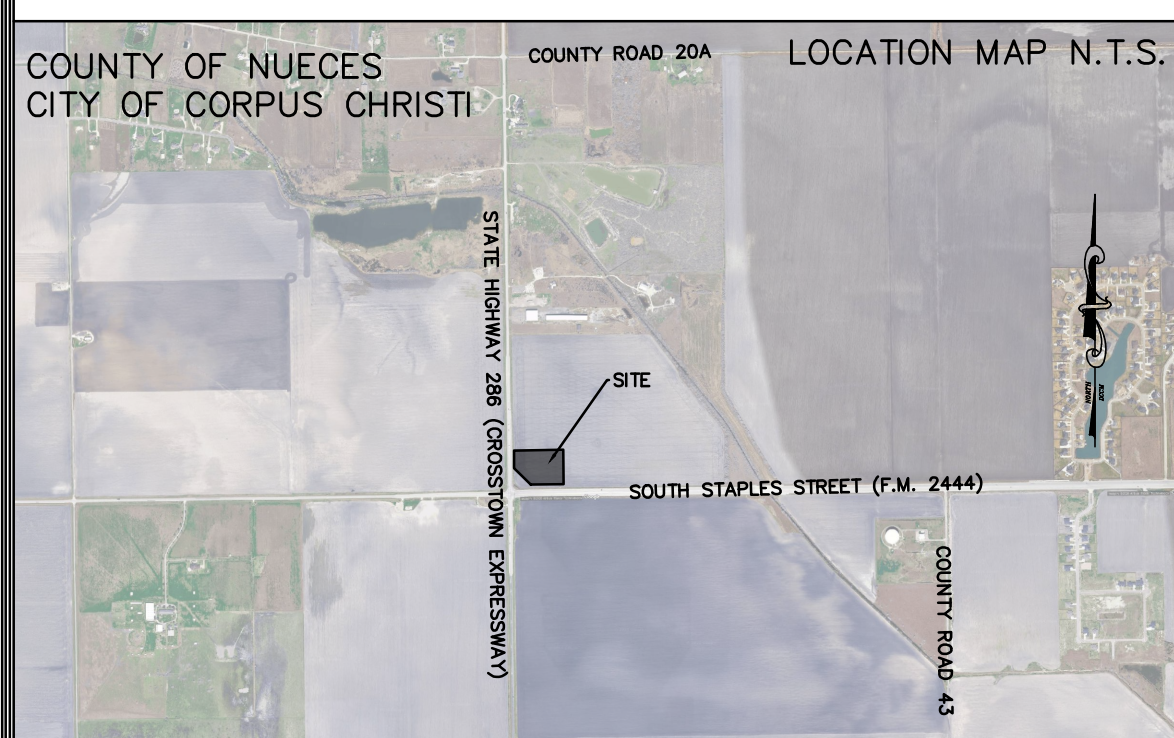 COUNTY OF NUECES
CITY OF CORPUS CHRISTI
COUNTY ROAD 20A
LOCATION MAP N.T.S.
STATE HIGHWAY 286 (CROSSTOWN EXPRESSWAY)
SITE
SOUTH STAPLES STREET (F.M. 2444)
COUNTY ROAD 43
NORTH